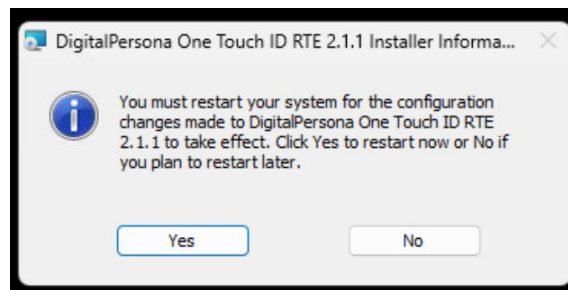 DigitalPersona One Touch ID RTE 2.1.1 Installer Informa...
You must restart your system for the configuration
changes made to DigitalPersona One Touch ID RTE
2.1.1 to take effect. Click Yes to restart now or No if
you plan to restart later.
Yes
No